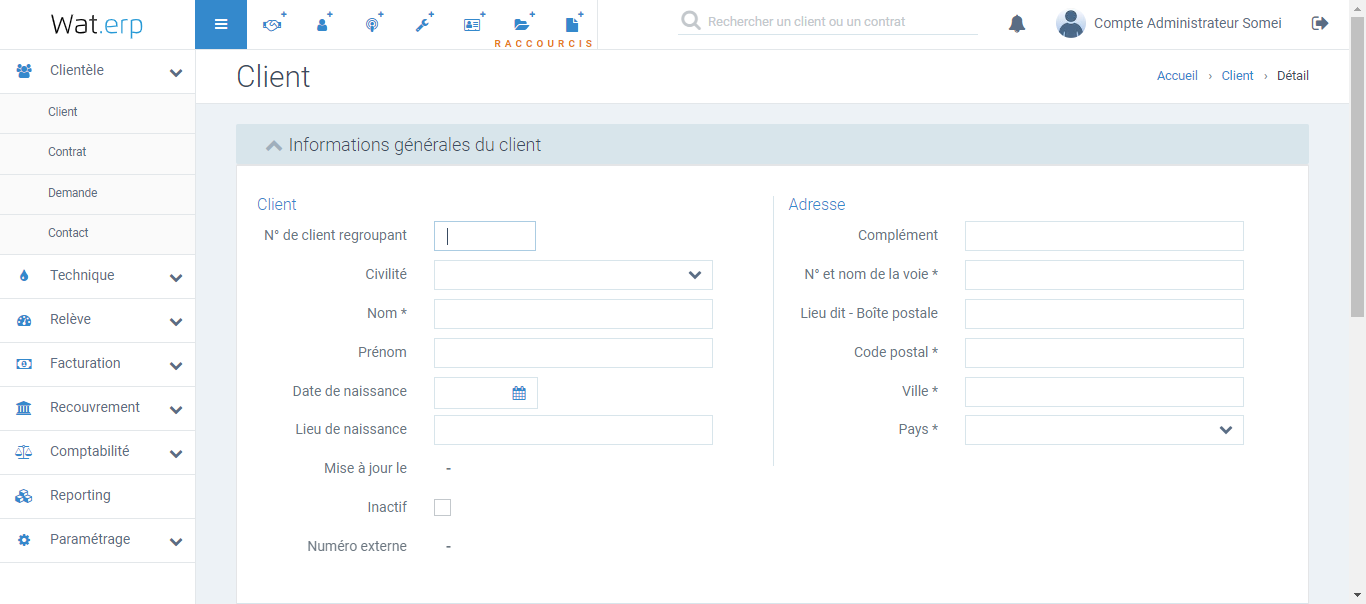 Wat.erp
RACCOURCIS
Rechercher un client ou un contrat
Compte Administrateur Somei
Clientèle
Client
Contrat
Demande
Contact
Technique
Relève
Facturation
Recouvrement
Comptabilité
Reporting
Paramétrage
Client
Accueil › Client › Détail
Informations générales du client
Client
N° de client regroupant
Civilité
Nom *
Prénom
Date de naissance
Lieu de naissance
Mise à jour le -
Inactif
Numéro externe -
Adresse
Complément
N° et nom de la voie *
Lieu dit - Boîte postale
Code postal *
Ville *
Pays *